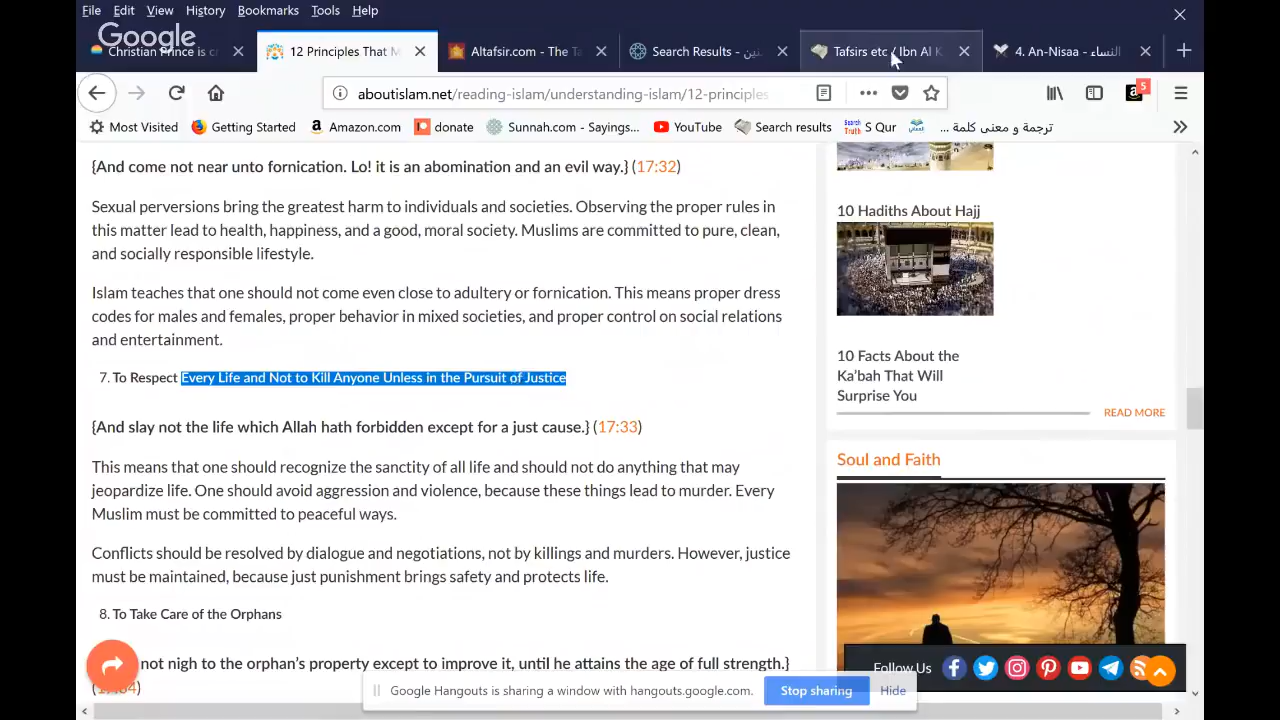 File Edit View History Bookmarks Tools Help
Google
Christian Prince is cr
12 Principles That M
Altafsir.com - The Ta
Search Results - نين
Tafsirs etc / Ibn Al K
4. An-Nisaa - النساء
aboutislam.net/reading-islam/understanding-islam/12-principles
5
Most Visited Getting Started Amazon.com donate Sunnah.com - Sayings... YouTube Search results Search Truth S Qur ترجمة و معنى كلمة ...
{And come not near unto fornication. Lo! it is an abomination and an evil way.} (17:32)
Sexual perversions bring the greatest harm to individuals and societies. Observing the proper rules in
this matter lead to health, happiness, and a good, moral society. Muslims are committed to pure, clean,
and socially responsible lifestyle.
Islam teaches that one should not come even close to adultery or fornication. This means proper dress
codes for males and females, proper behavior in mixed societies, and proper control on social relations
and entertainment.
7. To Respect Every Life and Not to Kill Anyone Unless in the Pursuit of Justice
{And slay not the life which Allah hath forbidden except for a just cause.} (17:33)
This means that one should recognize the sanctity of all life and should not do anything that may
jeopardize life. One should avoid aggression and violence, because these things lead to murder. Every
Muslim must be committed to peaceful ways.
Conflicts should be resolved by dialogue and negotiations, not by killings and murders. However, justice
must be maintained, because just punishment brings safety and protects life.
8. To Take Care of the Orphans
not nigh to the orphan's property except to improve it, until he attains the age of full strength.}
10 Hadiths About Hajj
10 Facts About the
Ka'bah That Will
Surprise You
READ MORE
Soul and Faith
Follow Us
Google Hangouts is sharing a window with hangouts.google.com.
Stop sharing
Hide